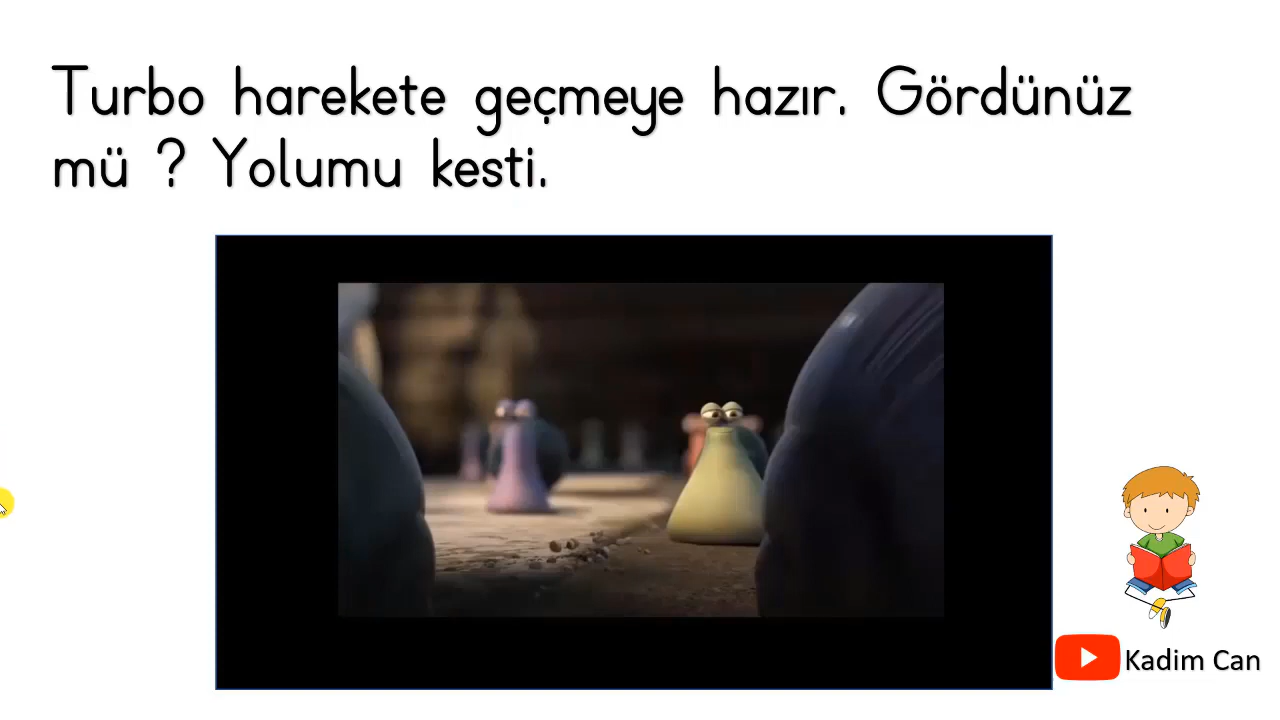 Turbo harekete geçmeye hazır. Gördünüz
mü ? Yolumu kesti.
Kadim Can